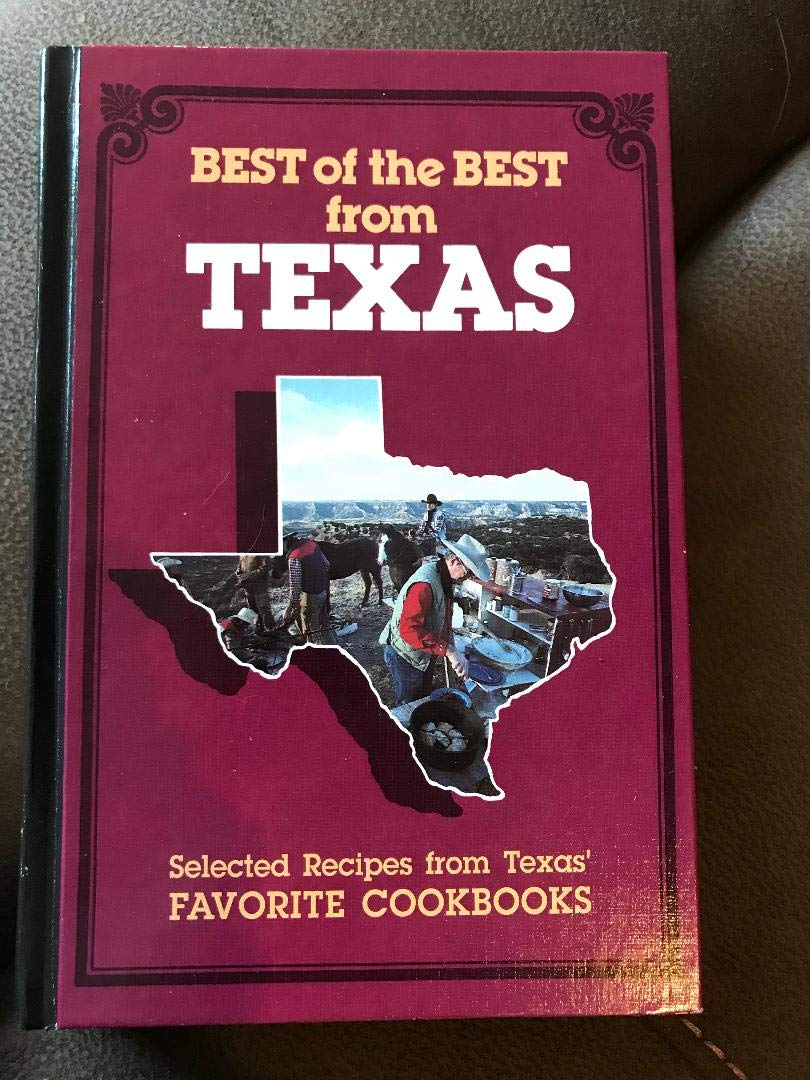 BEST of the BEST
from
TEXAS
Selected Recipes from Texas'
FAVORITE COOKBOOKS